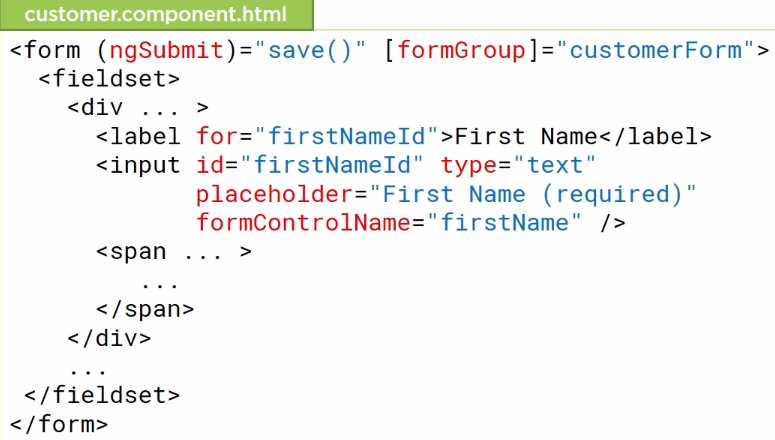 customer.component.html
<form (ngSubmit)="save()" [formGroup]="customerForm">
<fieldset>
<div ... >
<label for="firstNameId">First Name</label>
<input id="firstNameId" type="text"
placeholder="First Name (required)"
formControlName="firstName" />
<span ... >
...
</span>
</div>
...
</fieldset>
</form>